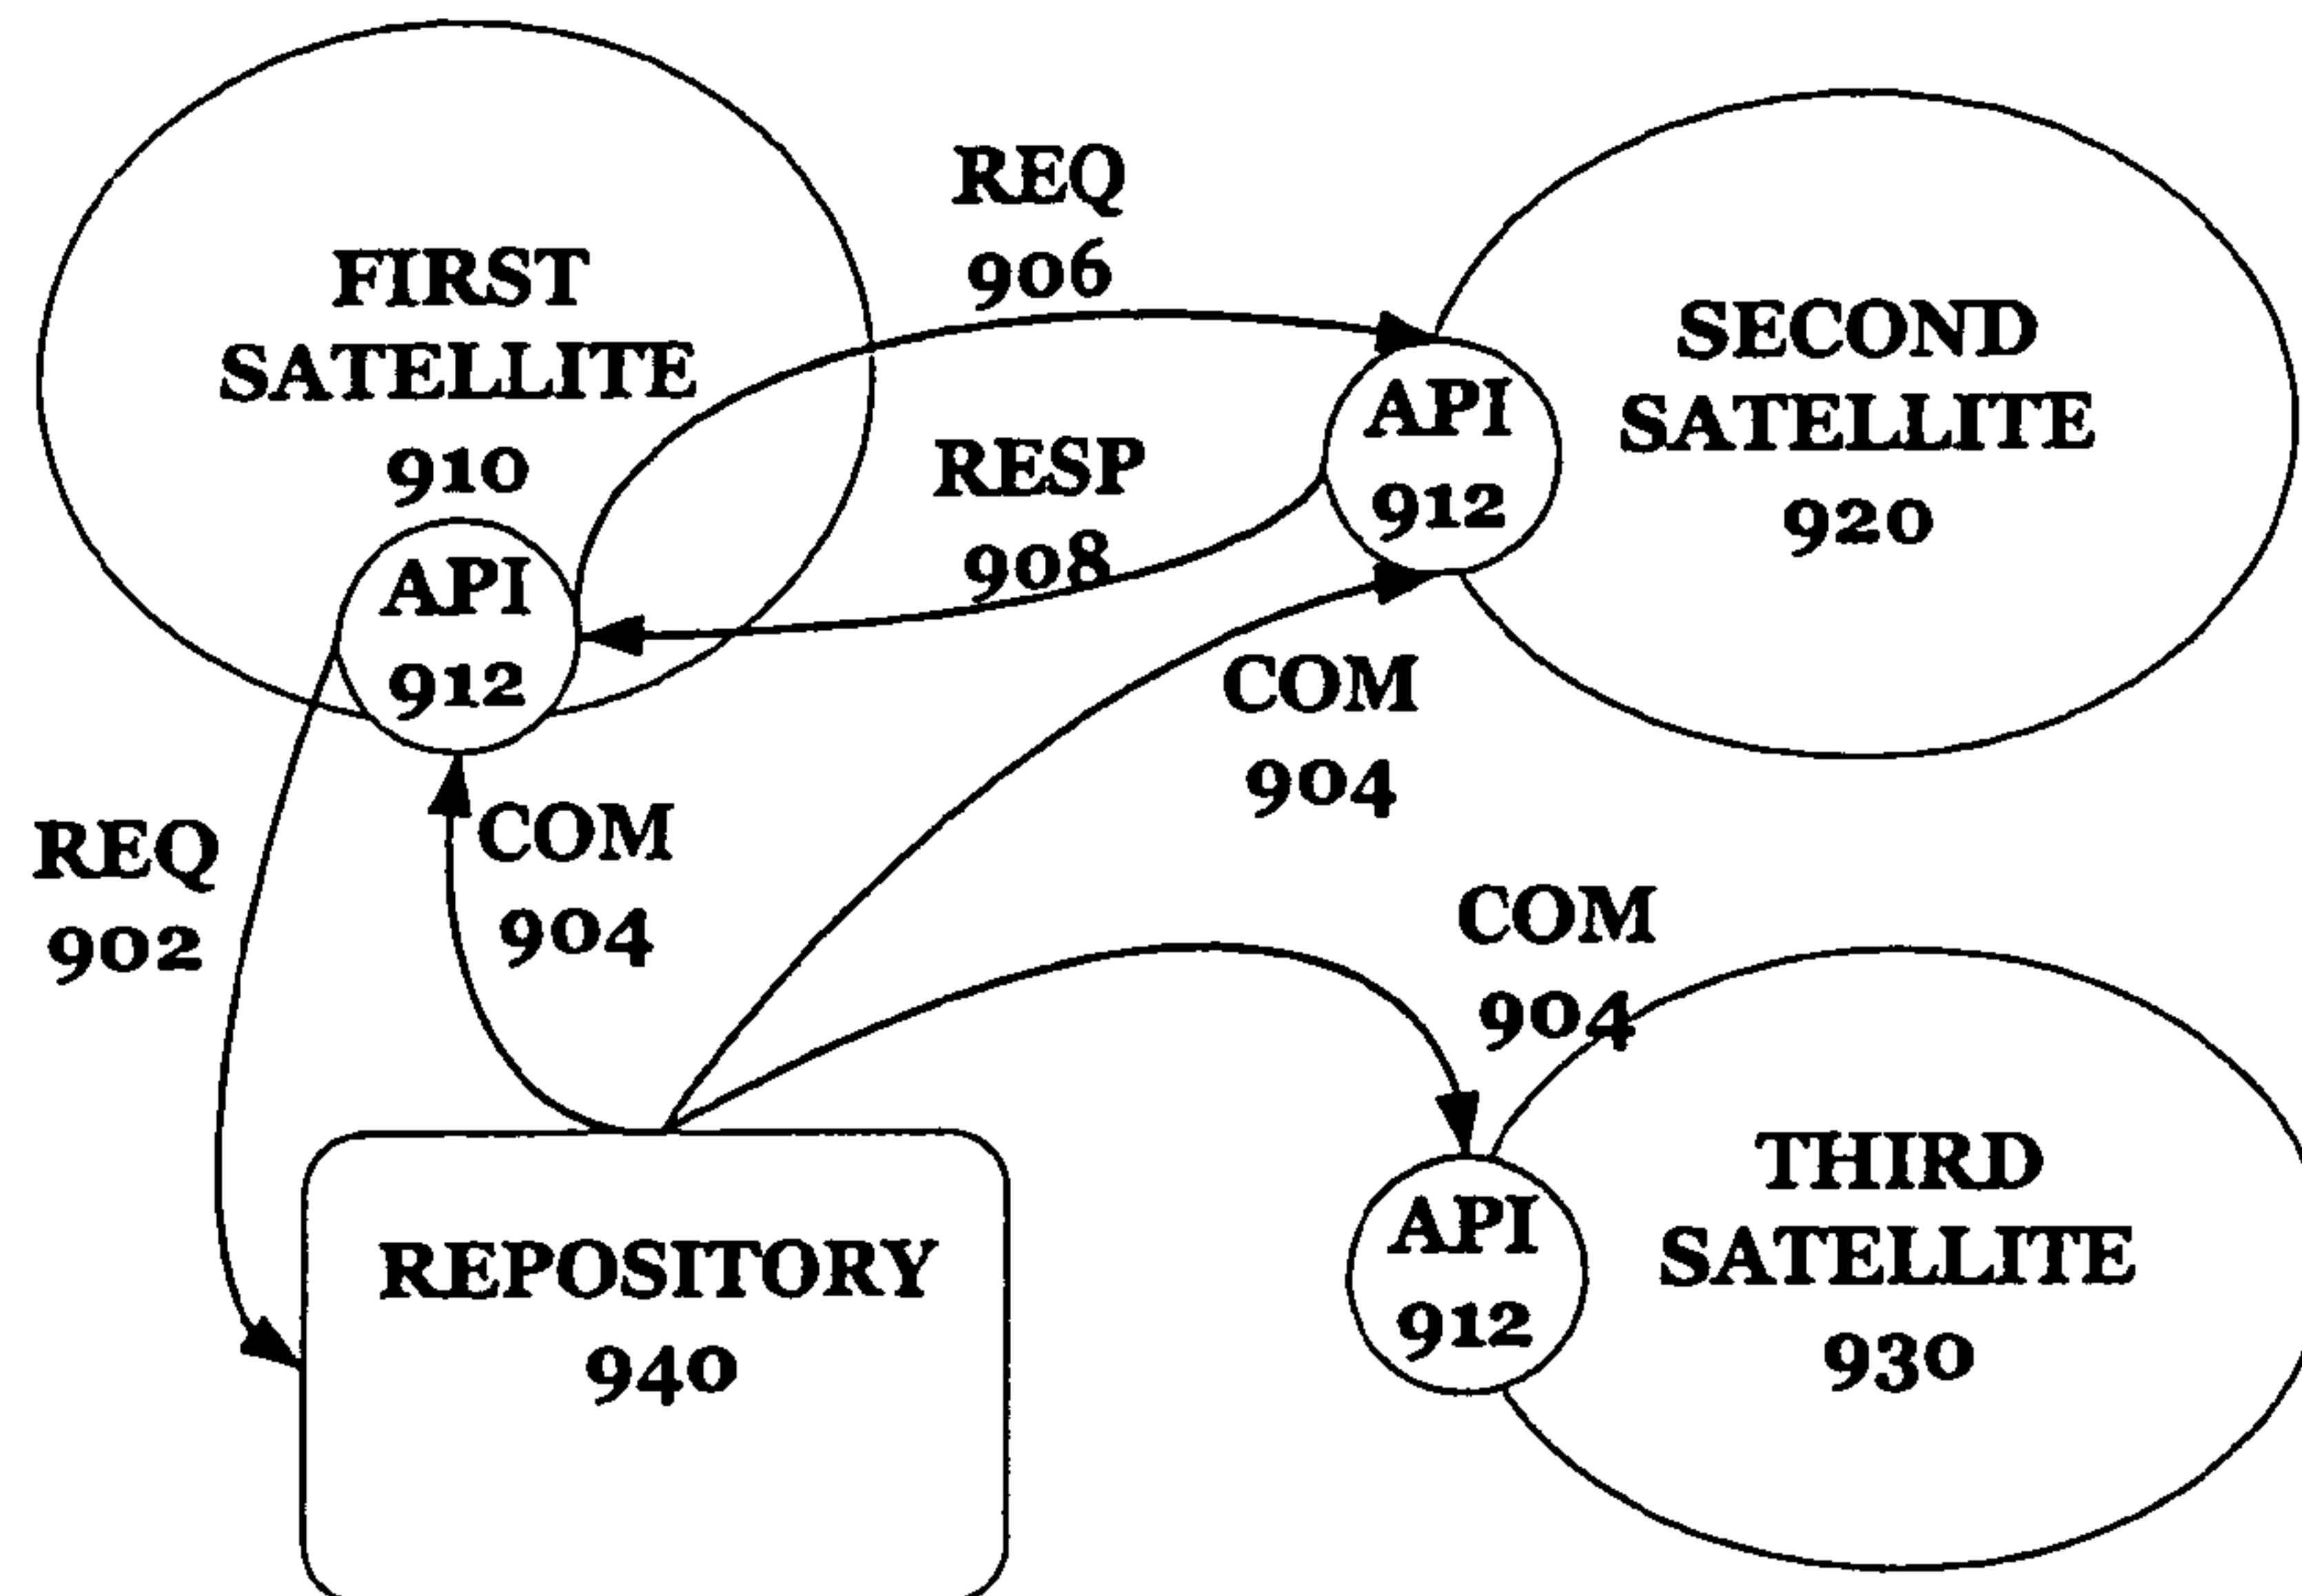 FIRST
SATELLITE
910
API
912
REQ
906
RESP
908
API
912
SECOND
SATELLITE
920
REQ
902
COM
904
COM
904
COM
904
REPOSITORY
940
API
912
THIRD
SATELLITE
930